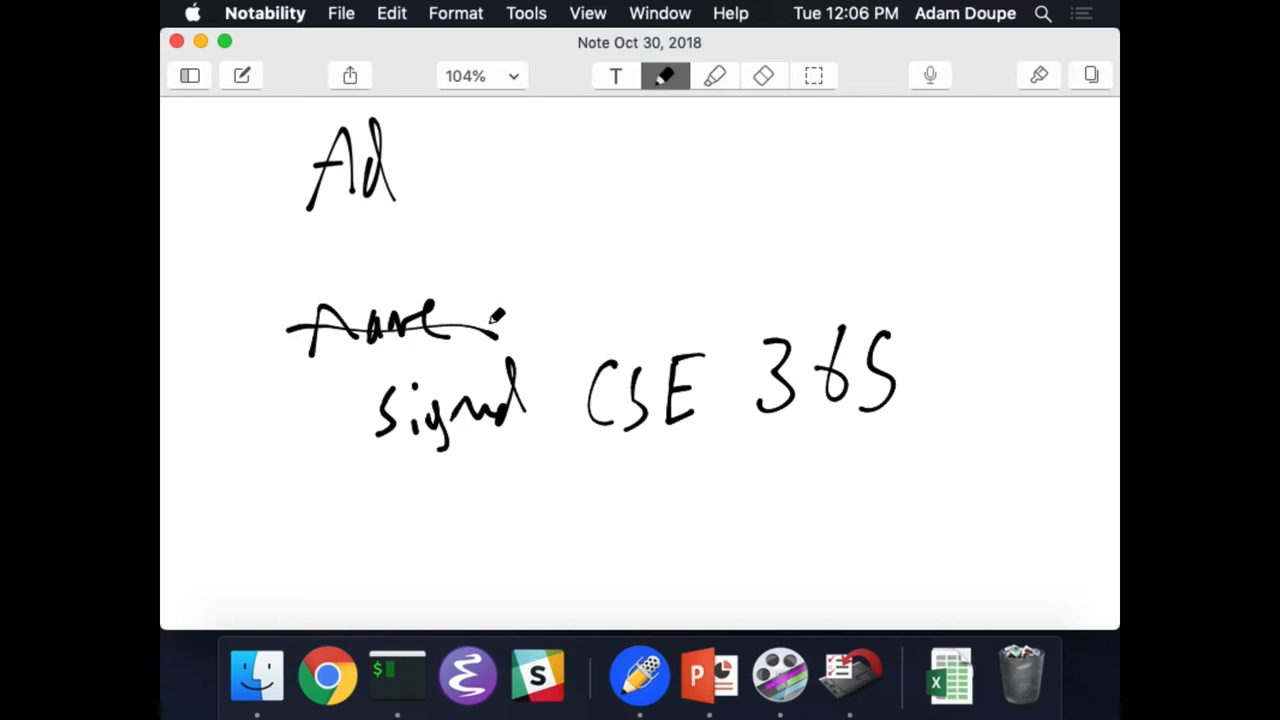 Notability File Edit Format Tools View Window Help Tue 12:06 PM Adam Doupe
Note Oct 30, 2018
104% T
Ad
name
signed CSE 365
$
S
P
X